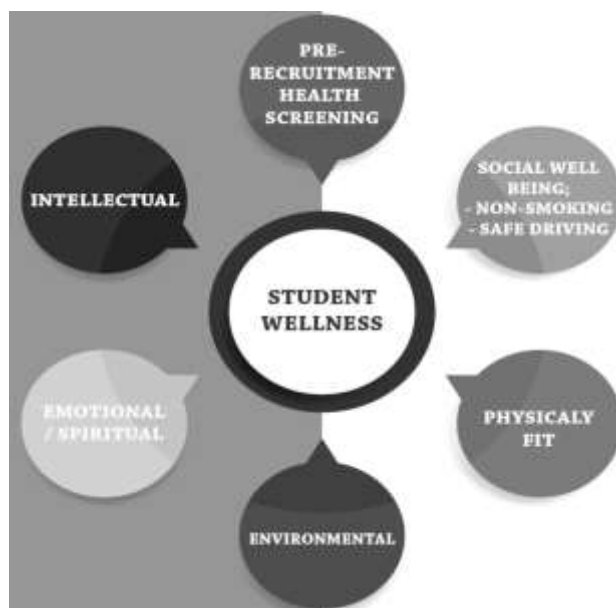 PRE-
RECRUITMENT
HEALTH
SCREENING
SOCIAL WELL
BEING;
- NON-SMOKING
- SAFE DRIVING
INTELLECTUAL
STUDENT
WELLNESS
EMOTIONAL
/ SPIRITUAL
PHYSICALY
FIT
ENVIRONMENTAL